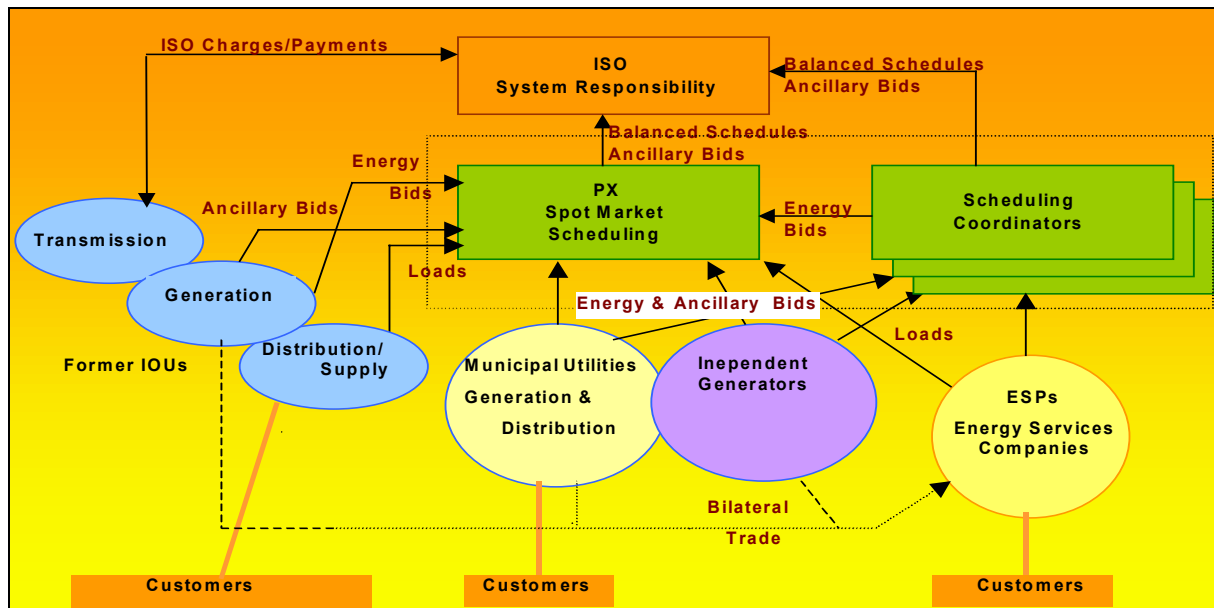 ISO Charges/Payments
ISO
System Responsibility
Balanced Schedules
Ancillary Bids
Balanced Schedules
Ancillary Bids
Energy
Bids
Ancillary Bids
Loads
PX
Spot Market
Scheduling
Energy
Bids
Scheduling
Coordinators
Transmission
Generation
Distribution/
Supply
Former IOUs
Energy & Ancillary Bids
Loads
Municipal Utilities
Generation &
Distribution
Inependent
Generators
ESPs
Energy Services
Companies
Bilateral
Trade
Customers
Customers
Customers